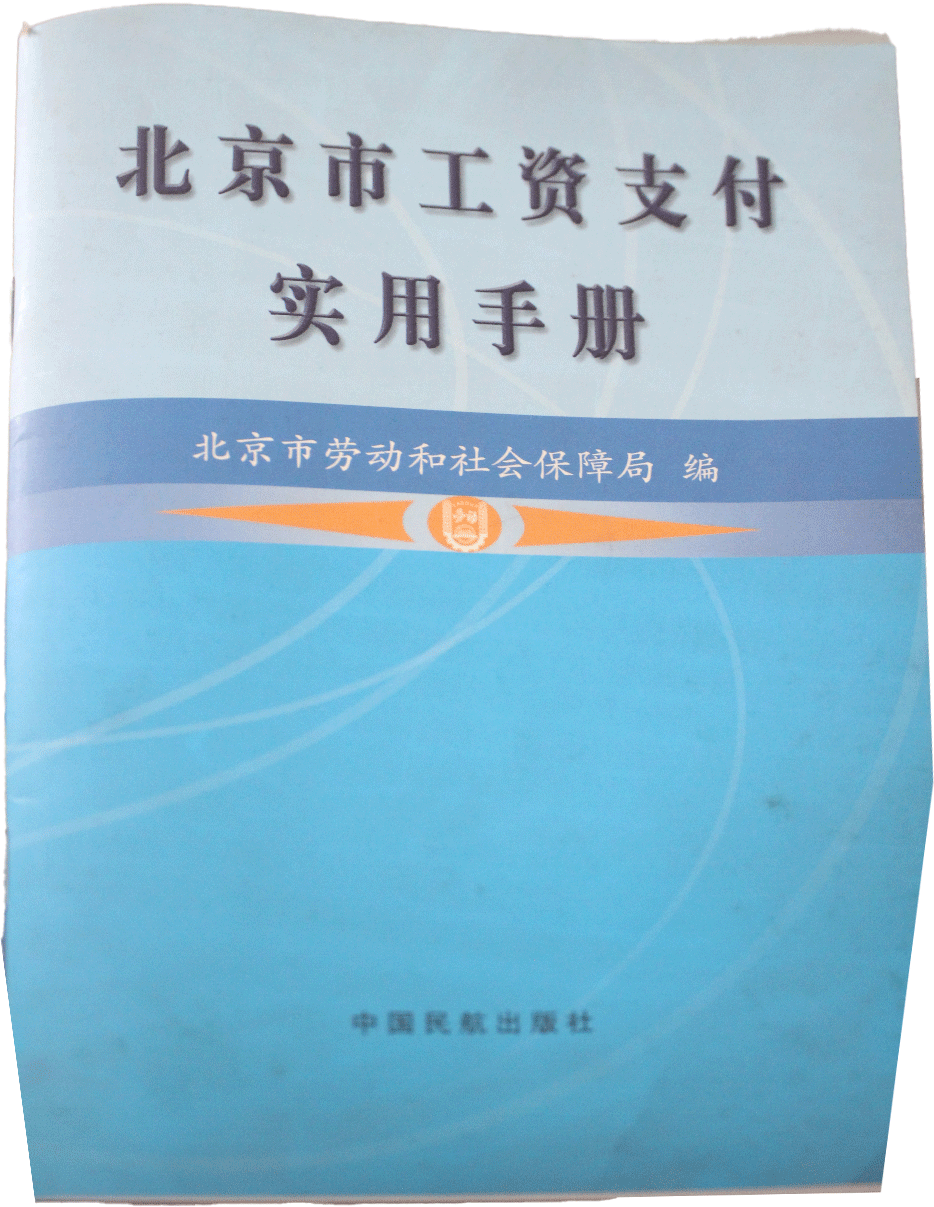 北京市工资支付
实用手册
北京市劳动和社会保障局 编
中国民航出版社